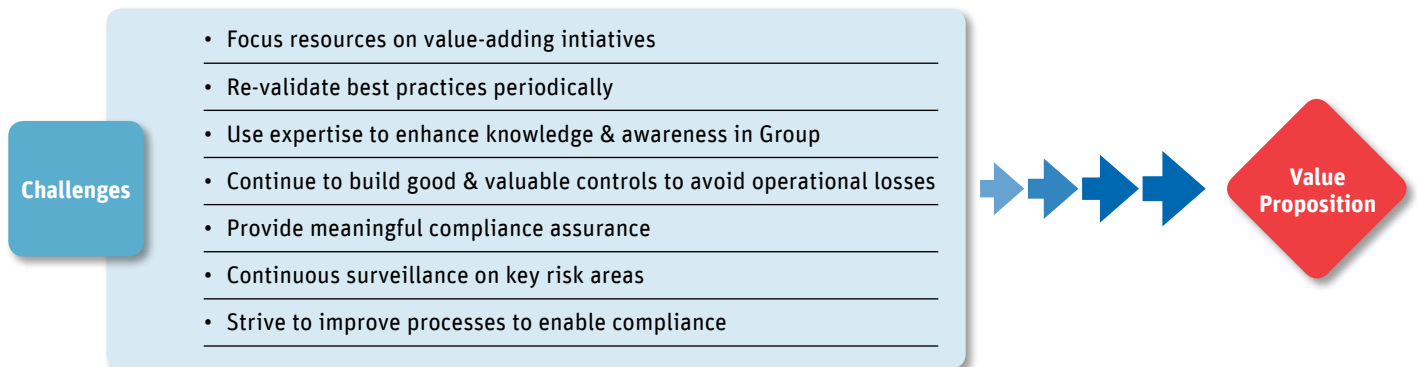 • Focus resources on value-adding intiatives
• Re-validate best practices periodically
• Use expertise to enhance knowledge & awareness in Group
Challenges
• Continue to build good & valuable controls to avoid operational losses
• Provide meaningful compliance assurance
• Continuous surveillance on key risk areas
• Strive to improve processes to enable compliance
Value
Proposition